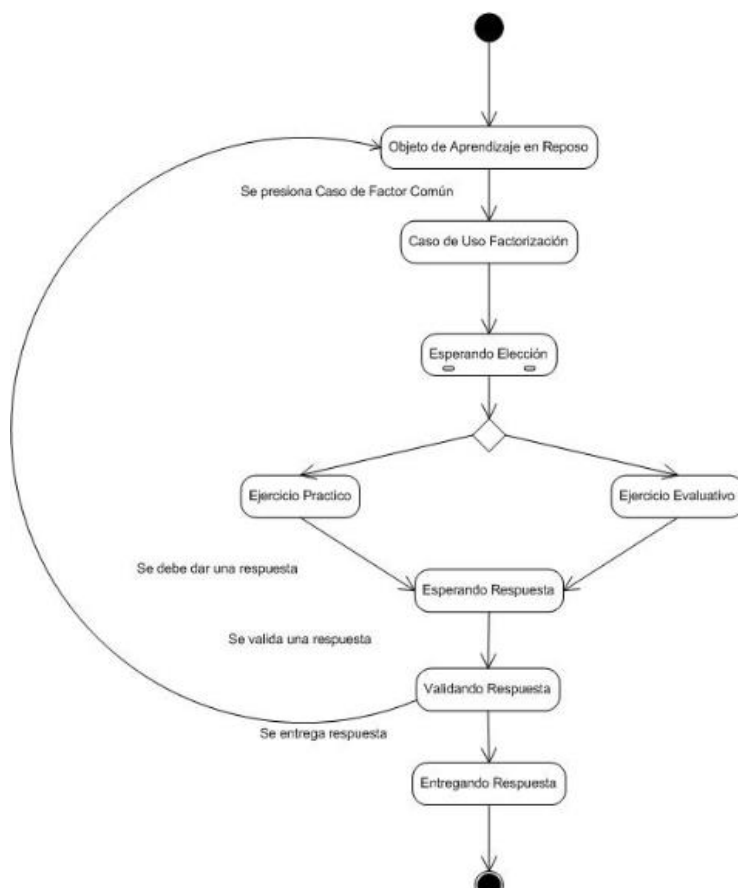 Objeto de Aprendizaje en Reposo
Se presiona Caso de Factor Común
Caso de Uso Factorización
Esperando Elección
Ejercicio Practico
Ejercicio Evaluativo
Se debe dar una respuesta
Esperando Respuesta
Se valida una respuesta
Validando Respuesta
Se entrega respuesta
Entregando Respuesta